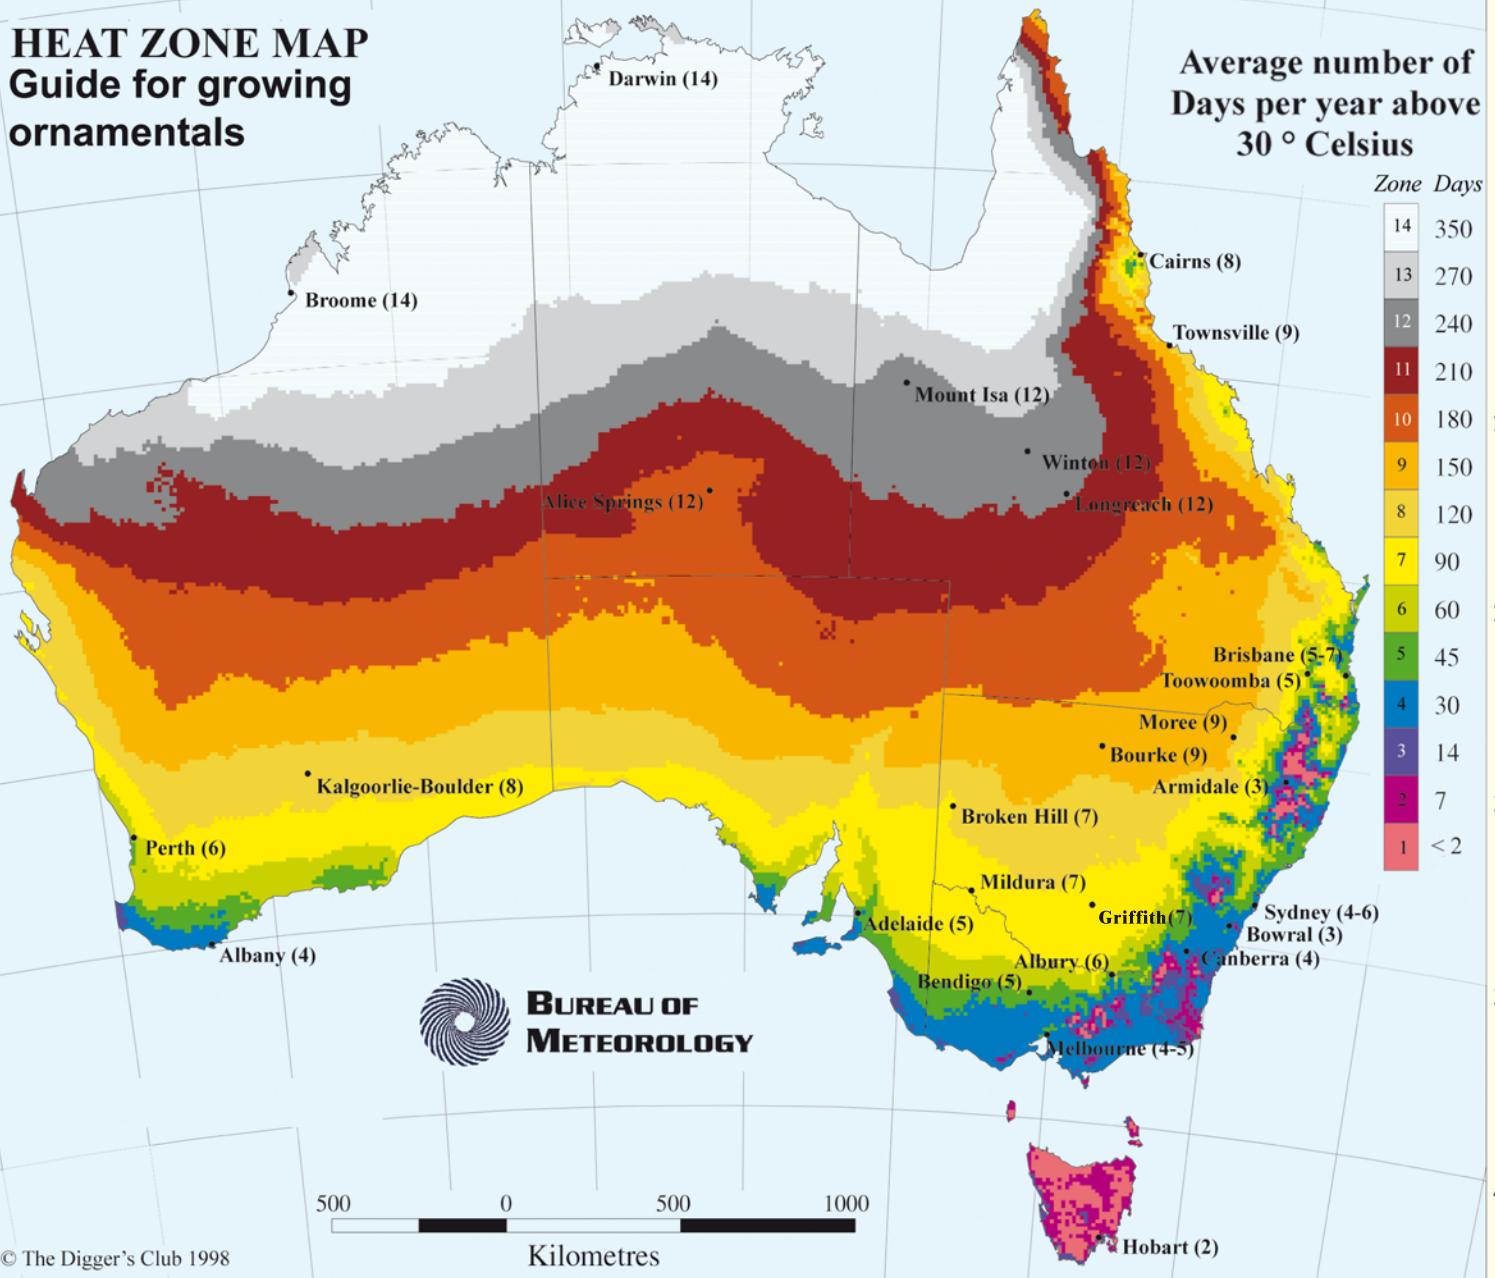 HEAT ZONE MAP
Guide for growing
ornamentals
Average number of
Days per year above
30 ° Celsius
Zone Days
14 350
13 270
12 240
11 210
10 180
9 150
8 120
7 90
6 60
5 45
4 30
3 14
2 7
1 < 2
Darwin (14)
Broome (14)
Cairns (8)
Townsville (9)
Mount Isa (12)
Winton (12)
Alice Springs (12)
Longreach (12)
Brisbane (5-7)
Toowoomba (5)
Moree (9)
Bourke (9)
Kalgoorlie-Boulder (8)
Armidale (3)
Broken Hill (7)
Perth (6)
Mildura (7)
Griffith(7)
Sydney (4-6)
Adelaide (5)
Bowral (3)
Albany (4)
Canberra (4)
Albury (6)
Bendigo (5)
Melbourne (4-5)
BUREAU OF
METEOROLOGY
500 0 500 1000
Kilometres
Hobart (2)
© The Digger's Club 1998